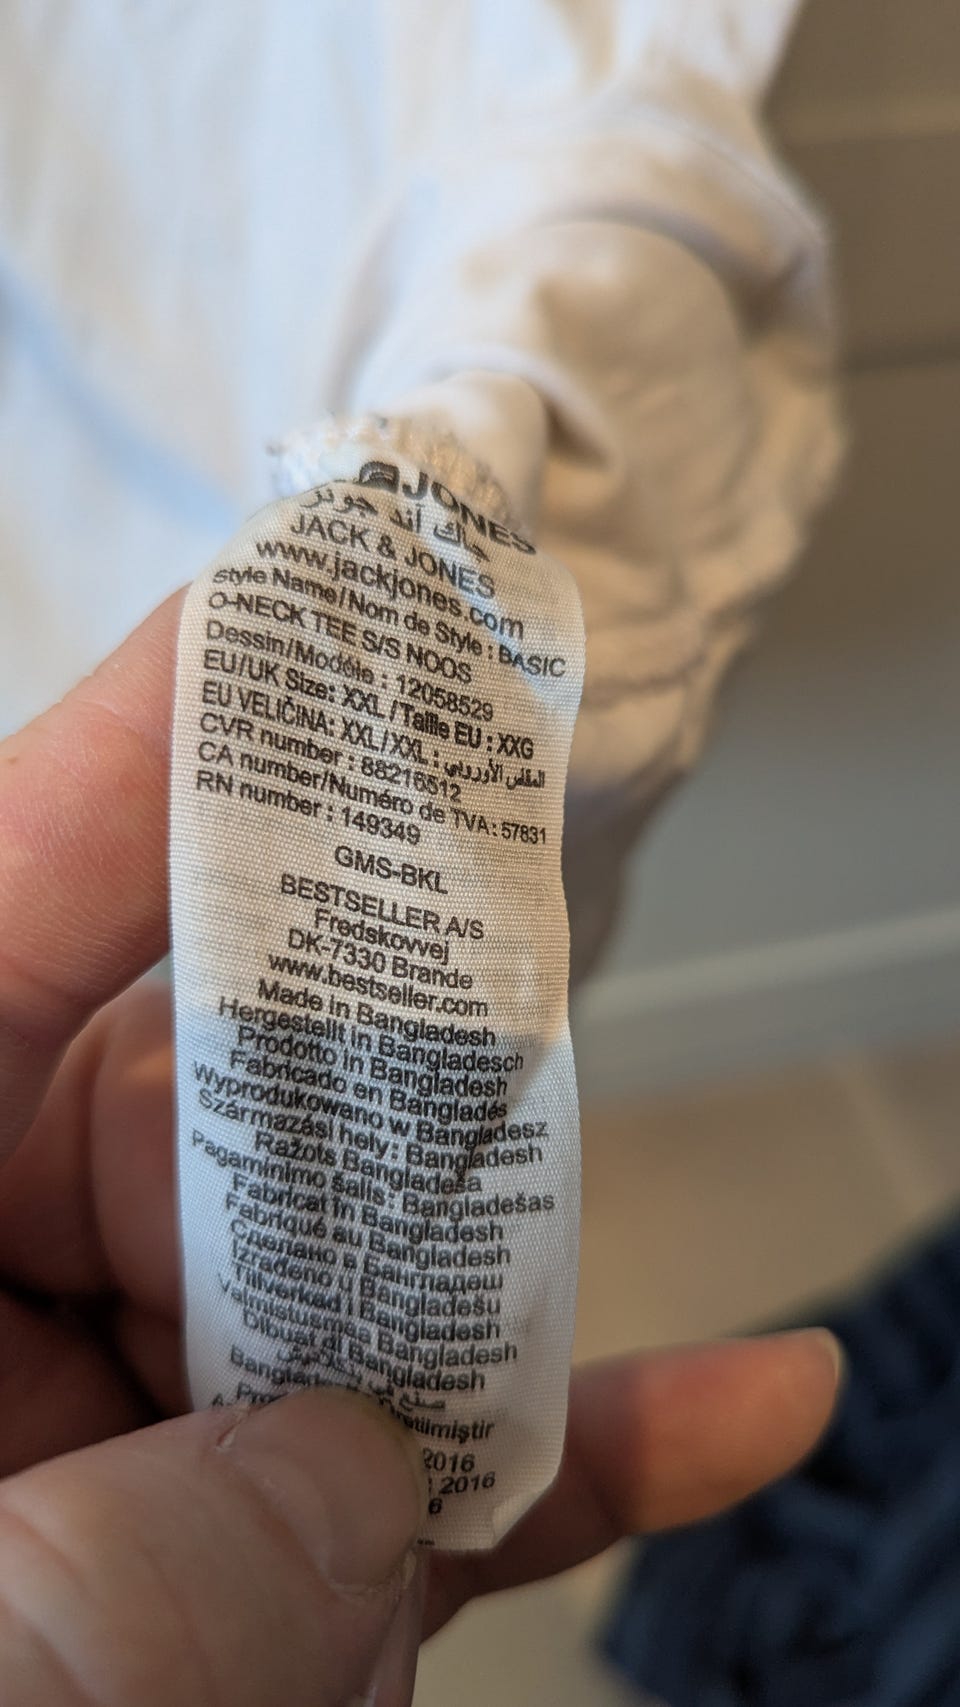 JONES
جاك أند جونز
JACK & JONES
www.jackjones.com
Style Name/Nom de Style : BASIC
O-NECK TEE S/S NOOS
Dessin/Modéle : 12058529
EU/UK Size: XXL / Taille EU : XXG
EU VELIČINA: XXL/XXL : المقاس الأوروبي
CVR number : 88216512
CA number/Numéro de TVA : 57831
RN number : 149349
GMS-BKL
BESTSELLER A/S
Fredskovvej
DK-7330 Brande
www.bestseller.com
Made in Bangladesh
Hergestellt in Bangladesch
Prodotto in Bangladesh
Fabricado en Bangladés
Wyprodukowano w Bangladesz
Származási hely: Bangladesh
Ražots Bangladeša
Pagaminimo šalis: Bangladešas
Fabricat în Bangladesh
Fabriqué au Bangladesh
Сделано в Бангладеш
Izrađeno u Bangladešu
Tillverkad i Bangladesh
Valmistusmaa Bangladesh
Dibuat di Bangladesh
صنع في
2016
: 2016
6